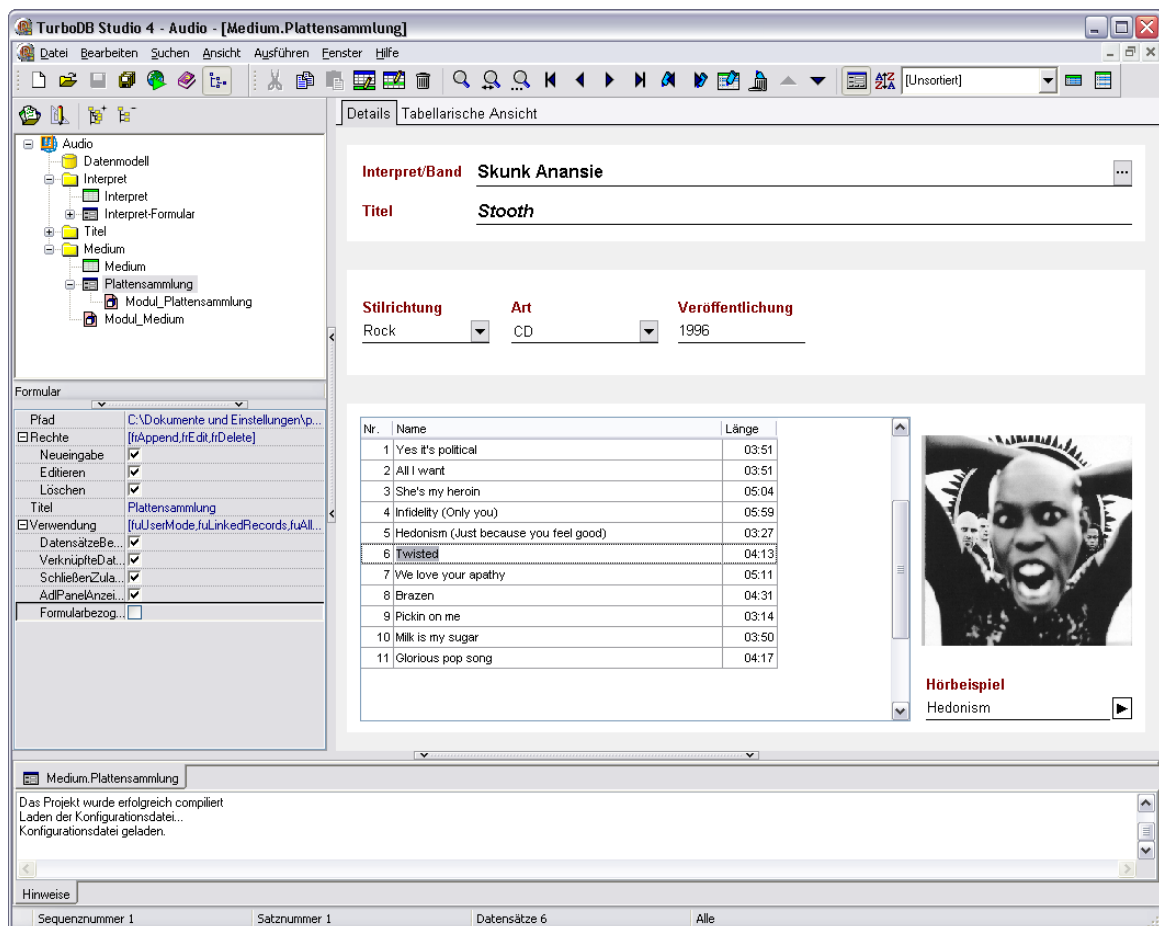 TurboDB Studio 4 - Audio - [Medium.Plattensammlung]
Datei Bearbeiten Suchen Ansicht Ausführen Fenster Hilfe
[Unsortiert]
Audio
Datenmodell
Interpret
Interpret
Interpret-Formular
Titel
Medium
Medium
Plattensammlung
Modul_Plattensammlung
Modul_Medium
Formular
Pfad C:\Dokumente und Einstellungen\p...
Rechte [frAppend,frEdit,frDelete]
Neueingabe
Editieren
Löschen
Titel Plattensammlung
Verwendung [fuUserMode,fuLinkedRecords,fuAll...
DatensätzeBe...
VerknüpfteDat...
SchließenZula...
AdlPanelAnzei...
Formularbezog...
Details Tabellarische Ansicht
Interpret/Band Skunk Anansie ...
Titel Stooth
Stilrichtung Art Veröffentlichung
Rock CD 1996
Nr. Name Länge
1 Yes it's political 03:51
2 All I want 03:51
3 She's my heroin 05:04
4 Infidelity (Only you) 05:59
5 Hedonism (Just because you feel good) 03:27
6 Twisted 04:13
7 We love your apathy 05:11
8 Brazen 04:31
9 Pickin on me 03:14
10 Milk is my sugar 03:50
11 Glorious pop song 04:17
Hörbeispiel
Hedonism
Medium.Plattensammlung
Das Projekt wurde erfolgreich compiliert
Laden der Konfigurationsdatei...
Konfigurationsdatei geladen.
Hinweise
Sequenznummer 1 Satznummer 1 Datensätze 6 Alle